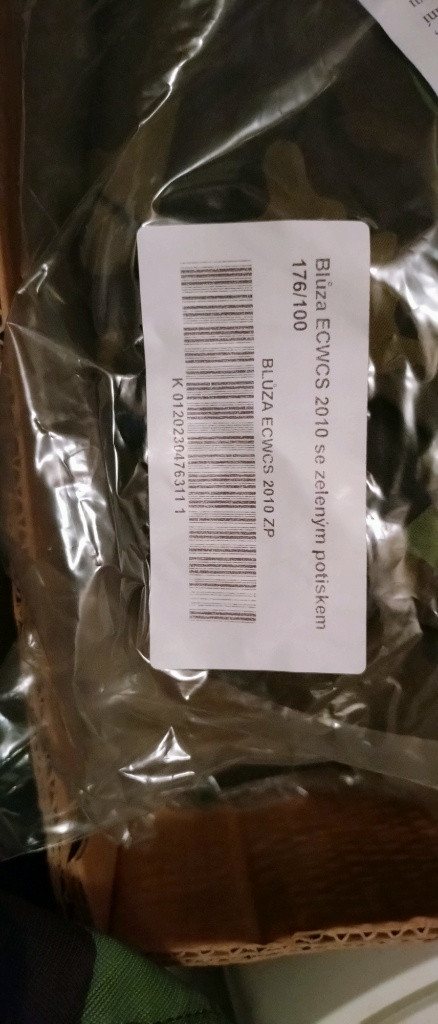 Blůza ECWCS 2010 se zeleným potiskem
176/100
BLŮZA ECWCS 2010 ZP
K 0120230476311 1